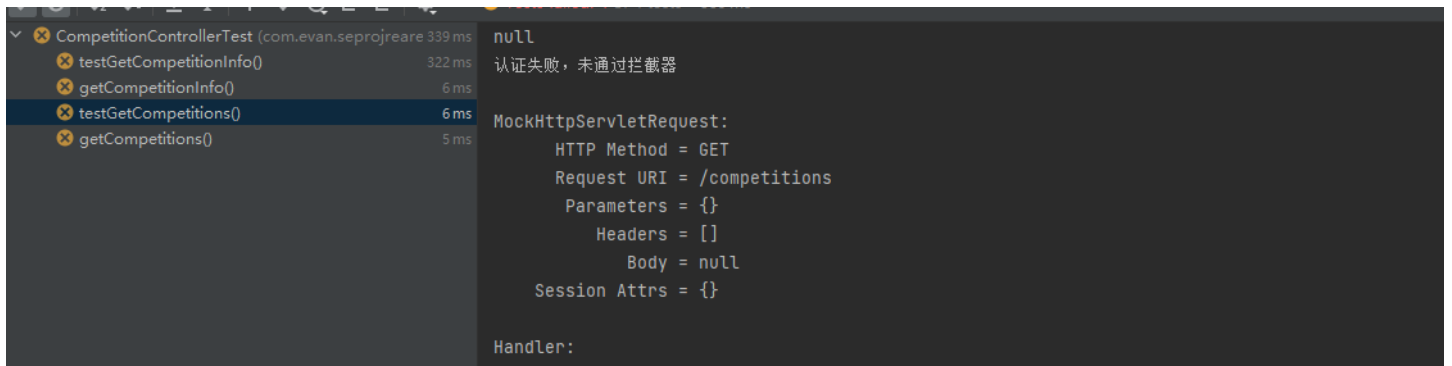 CompetitionControllerTest (com.evan.seprojreare 339 ms
testGetCompetitionInfo() 322 ms
getCompetitionInfo() 6 ms
testGetCompetitions() 6 ms
getCompetitions() 5 ms
null
认证失败，未通过拦截器
MockHttpServletRequest:
HTTP Method = GET
Request URI = /competitions
Parameters = {}
Headers = []
Body = null
Session Attrs = {}
Handler: